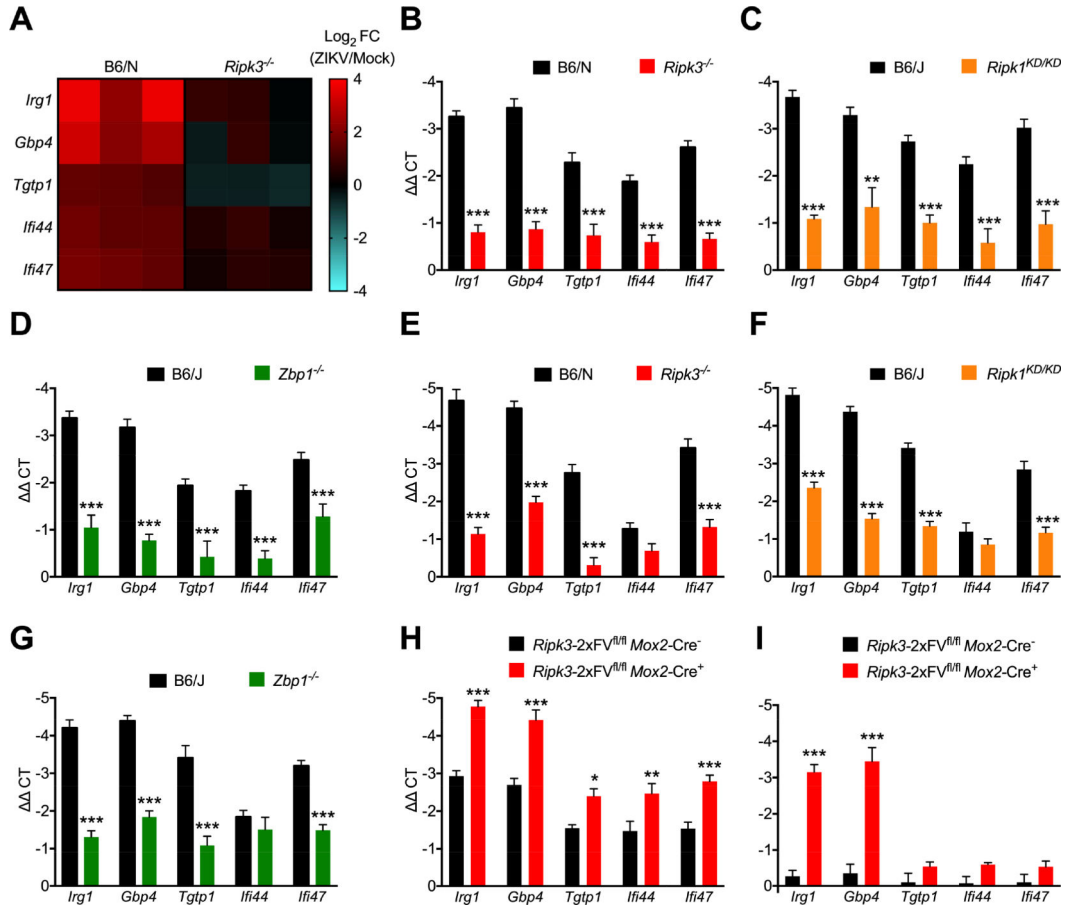 A
Log2 FC
(ZIKV/Mock)
B6/N Ripk3-/-
Irg1
Gbp4
Tgtp1
Ifi44
Ifi47
4
2
0
-2
-4
B
B6/N Ripk3-/-
ΔΔ CT
-4
-3
-2
-1
0
*** *** *** *** ***
Irg1 Gbp4 Tgtp1 Ifi44 Ifi47
C
B6/J Ripk1KD/KD
ΔΔ CT
-4
-3
-2
-1
0
*** ** *** *** ***
Irg1 Gbp4 Tgtp1 Ifi44 Ifi47
D
B6/J Zbp1-/-
ΔΔ CT
-4
-3
-2
-1
0
*** *** *** *** ***
Irg1 Gbp4 Tgtp1 Ifi44 Ifi47
E
B6/N Ripk3-/-
ΔΔ CT
-5
-4
-3
-2
-1
0
*** *** *** ***
Irg1 Gbp4 Tgtp1 Ifi44 Ifi47
F
B6/J Ripk1KD/KD
ΔΔ CT
-5
-4
-3
-2
-1
0
*** *** *** ***
Irg1 Gbp4 Tgtp1 Ifi44 Ifi47
G
B6/J Zbp1-/-
ΔΔ CT
-5
-4
-3
-2
-1
0
*** *** *** ***
Irg1 Gbp4 Tgtp1 Ifi44 Ifi47
H
Ripk3-2xFVfl/fl Mox2-Cre-
Ripk3-2xFVfl/fl Mox2-Cre+
ΔΔ CT
-5
-4
-3
-2
-1
0
*** *** * ** ***
Irg1 Gbp4 Tgtp1 Ifi44 Ifi47
I
Ripk3-2xFVfl/fl Mox2-Cre-
Ripk3-2xFVfl/fl Mox2-Cre+
ΔΔ CT
-5
-4
-3
-2
-1
0
*** ***
Irg1 Gbp4 Tgtp1 Ifi44 Ifi47